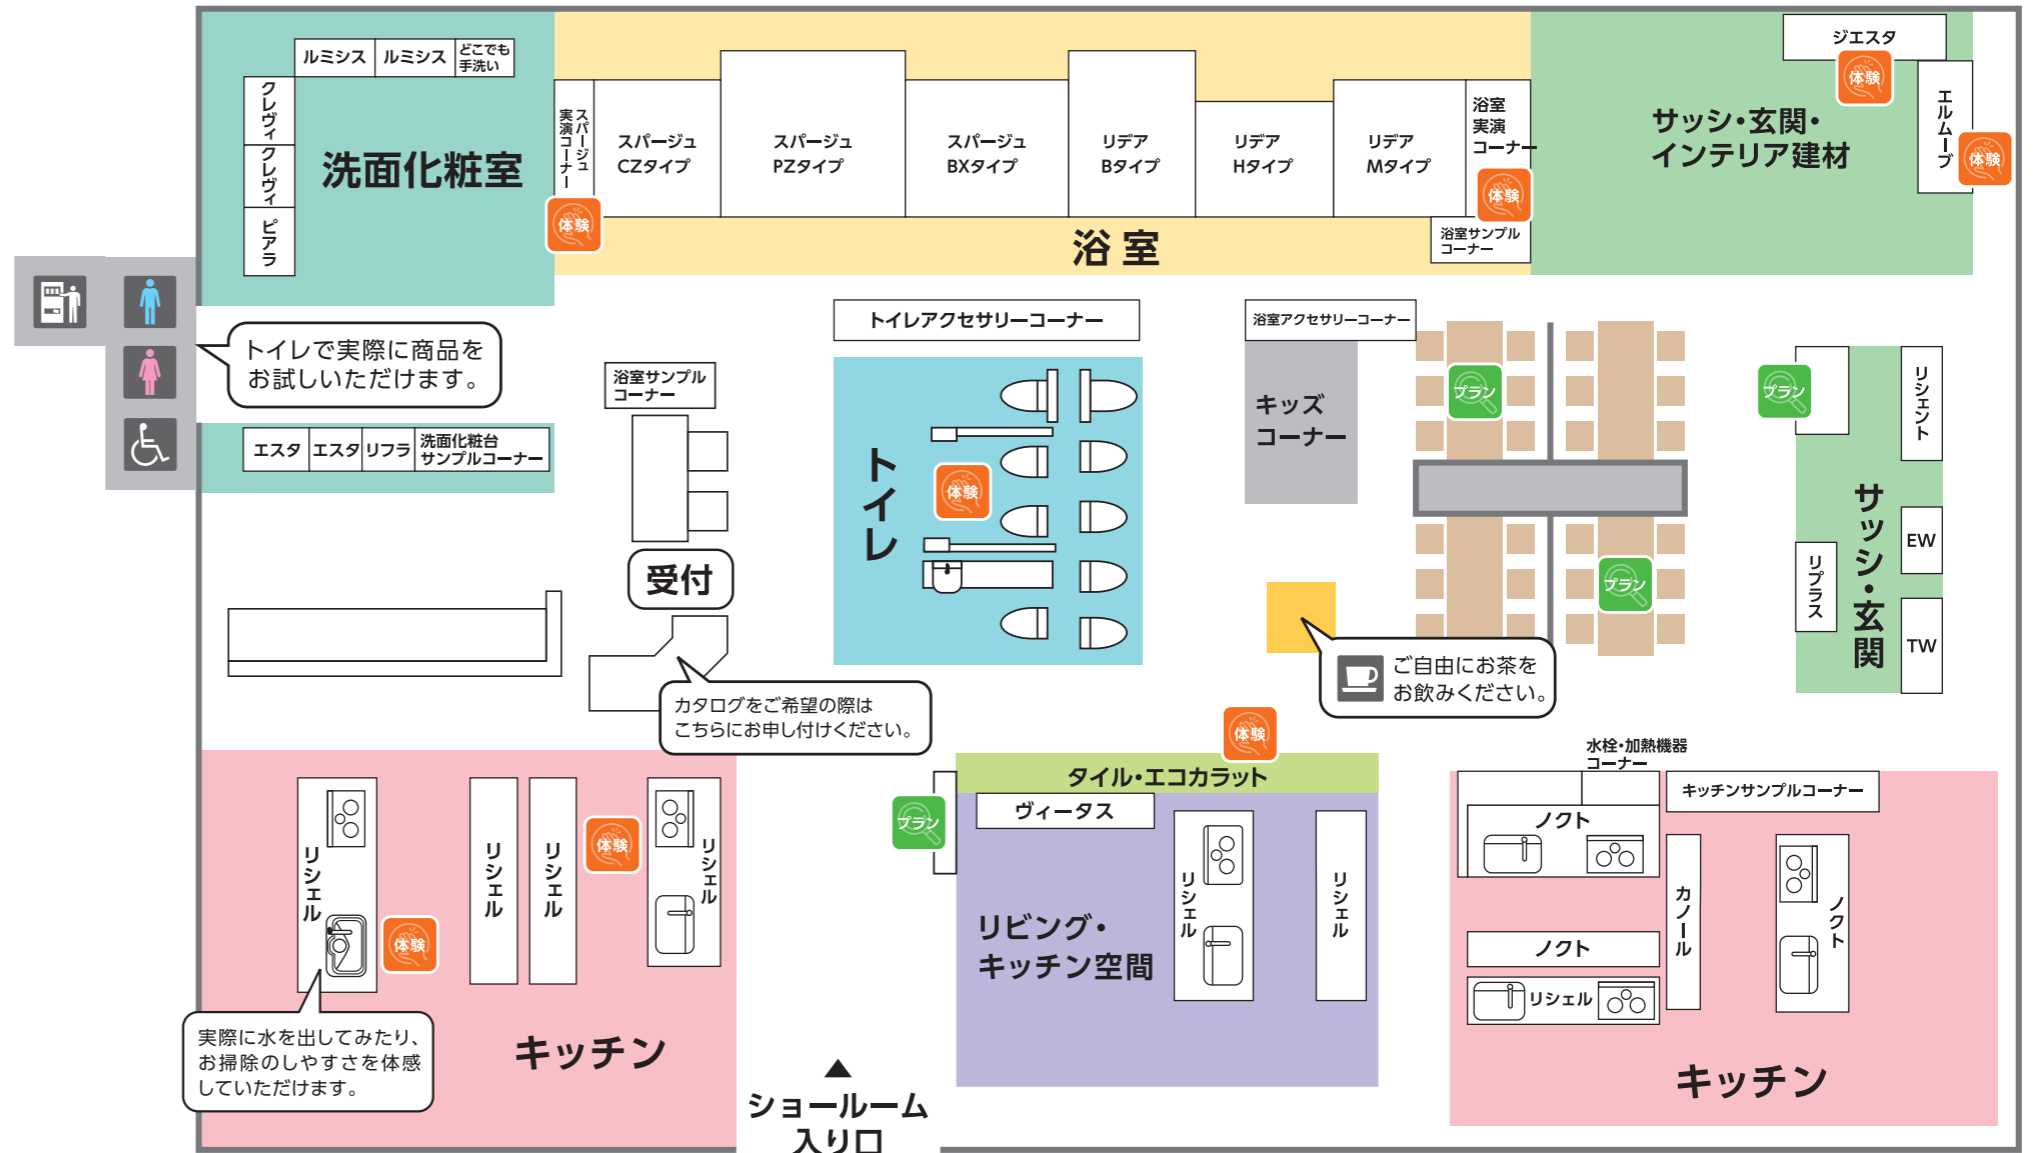 ルミシス
ルミシス
どこでも
手洗い
クレヴィ
クレヴィ
ピアラ
洗面化粧室
スパージュ
実演コーナー
体験
スパージュ
CZタイプ
スパージュ
PZタイプ
スパージュ
BXタイプ
リデア
Bタイプ
リデア
Hタイプ
リデア
Mタイプ
浴室
実演
コーナー
体験
浴室サンプル
コーナー
浴室
ジエスタ
体験
エルムーブ
体験
サッシ・玄関・
インテリア建材
トイレで実際に商品を
お試しいただけます。
エスタ
エスタ
リフラ
洗面化粧台
サンプルコーナー
浴室サンプル
コーナー
受付
カタログをご希望の際は
こちらにお申し付けください。
トイレアクセサリーコーナー
トイレ
体験
浴室アクセサリーコーナー
キッズ
コーナー
プラン
プラン
ご自由にお茶を
お飲みください。
プラン
リシェント
サッシ・玄関
EW
リプラス
TW
リシェル
体験
リシェル
リシェル
体験
リシェル
実際に水を出してみたり、
お掃除のしやすさを体感
していただけます。
キッチン
ショールーム
入り口
体験
タイル・エコカラット
プラン
ヴィータス
リビング・
キッチン空間
リシェル
リシェル
水栓・加熱機器
コーナー
キッチンサンプルコーナー
ノクト
カノール
ノクト
ノクト
リシェル
キッチン